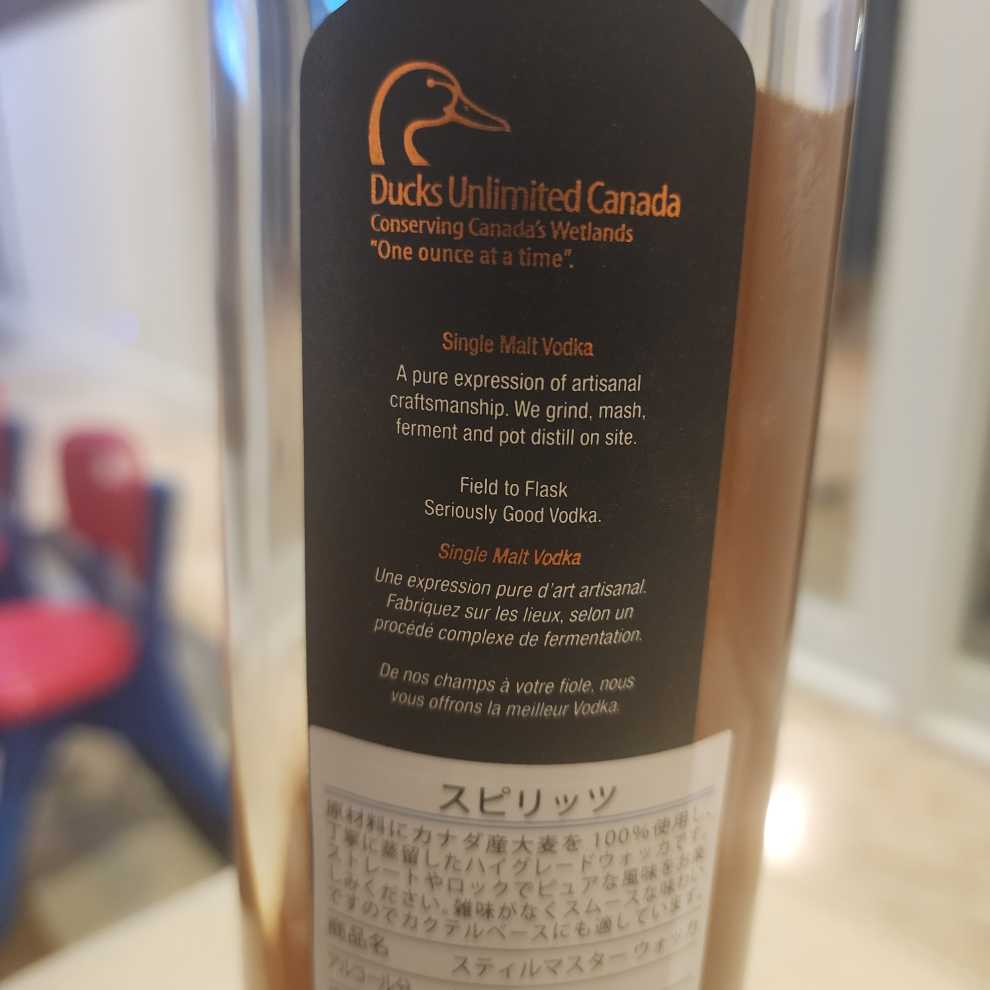 Ducks Unlimited Canada
Conserving Canada's Wetlands
"One ounce at a time".
Single Malt Vodka
A pure expression of artisanal
craftsmanship. We grind, mash,
ferment and pot distill on site.
Field to Flask
Seriously Good Vodka.
Single Malt Vodka
Une expression pure d'art artisanal.
Fabriquez sur les lieux, selon un
procédé complexe de fermentation.
De nos champs à votre fiole, nous
vous offrons la meilleur Vodka.
スピリッツ
原材料にカナダ産大麦を100%使用し、
丁寧に蒸留したハイグレードウォッカです。
ストレートやロックでピュアな風味をお楽
しみください。雑味がなくスムースな味わい
ですのでカクテルベースにも適しています。
商品名 スティルマスターウォッカ
アルコール分